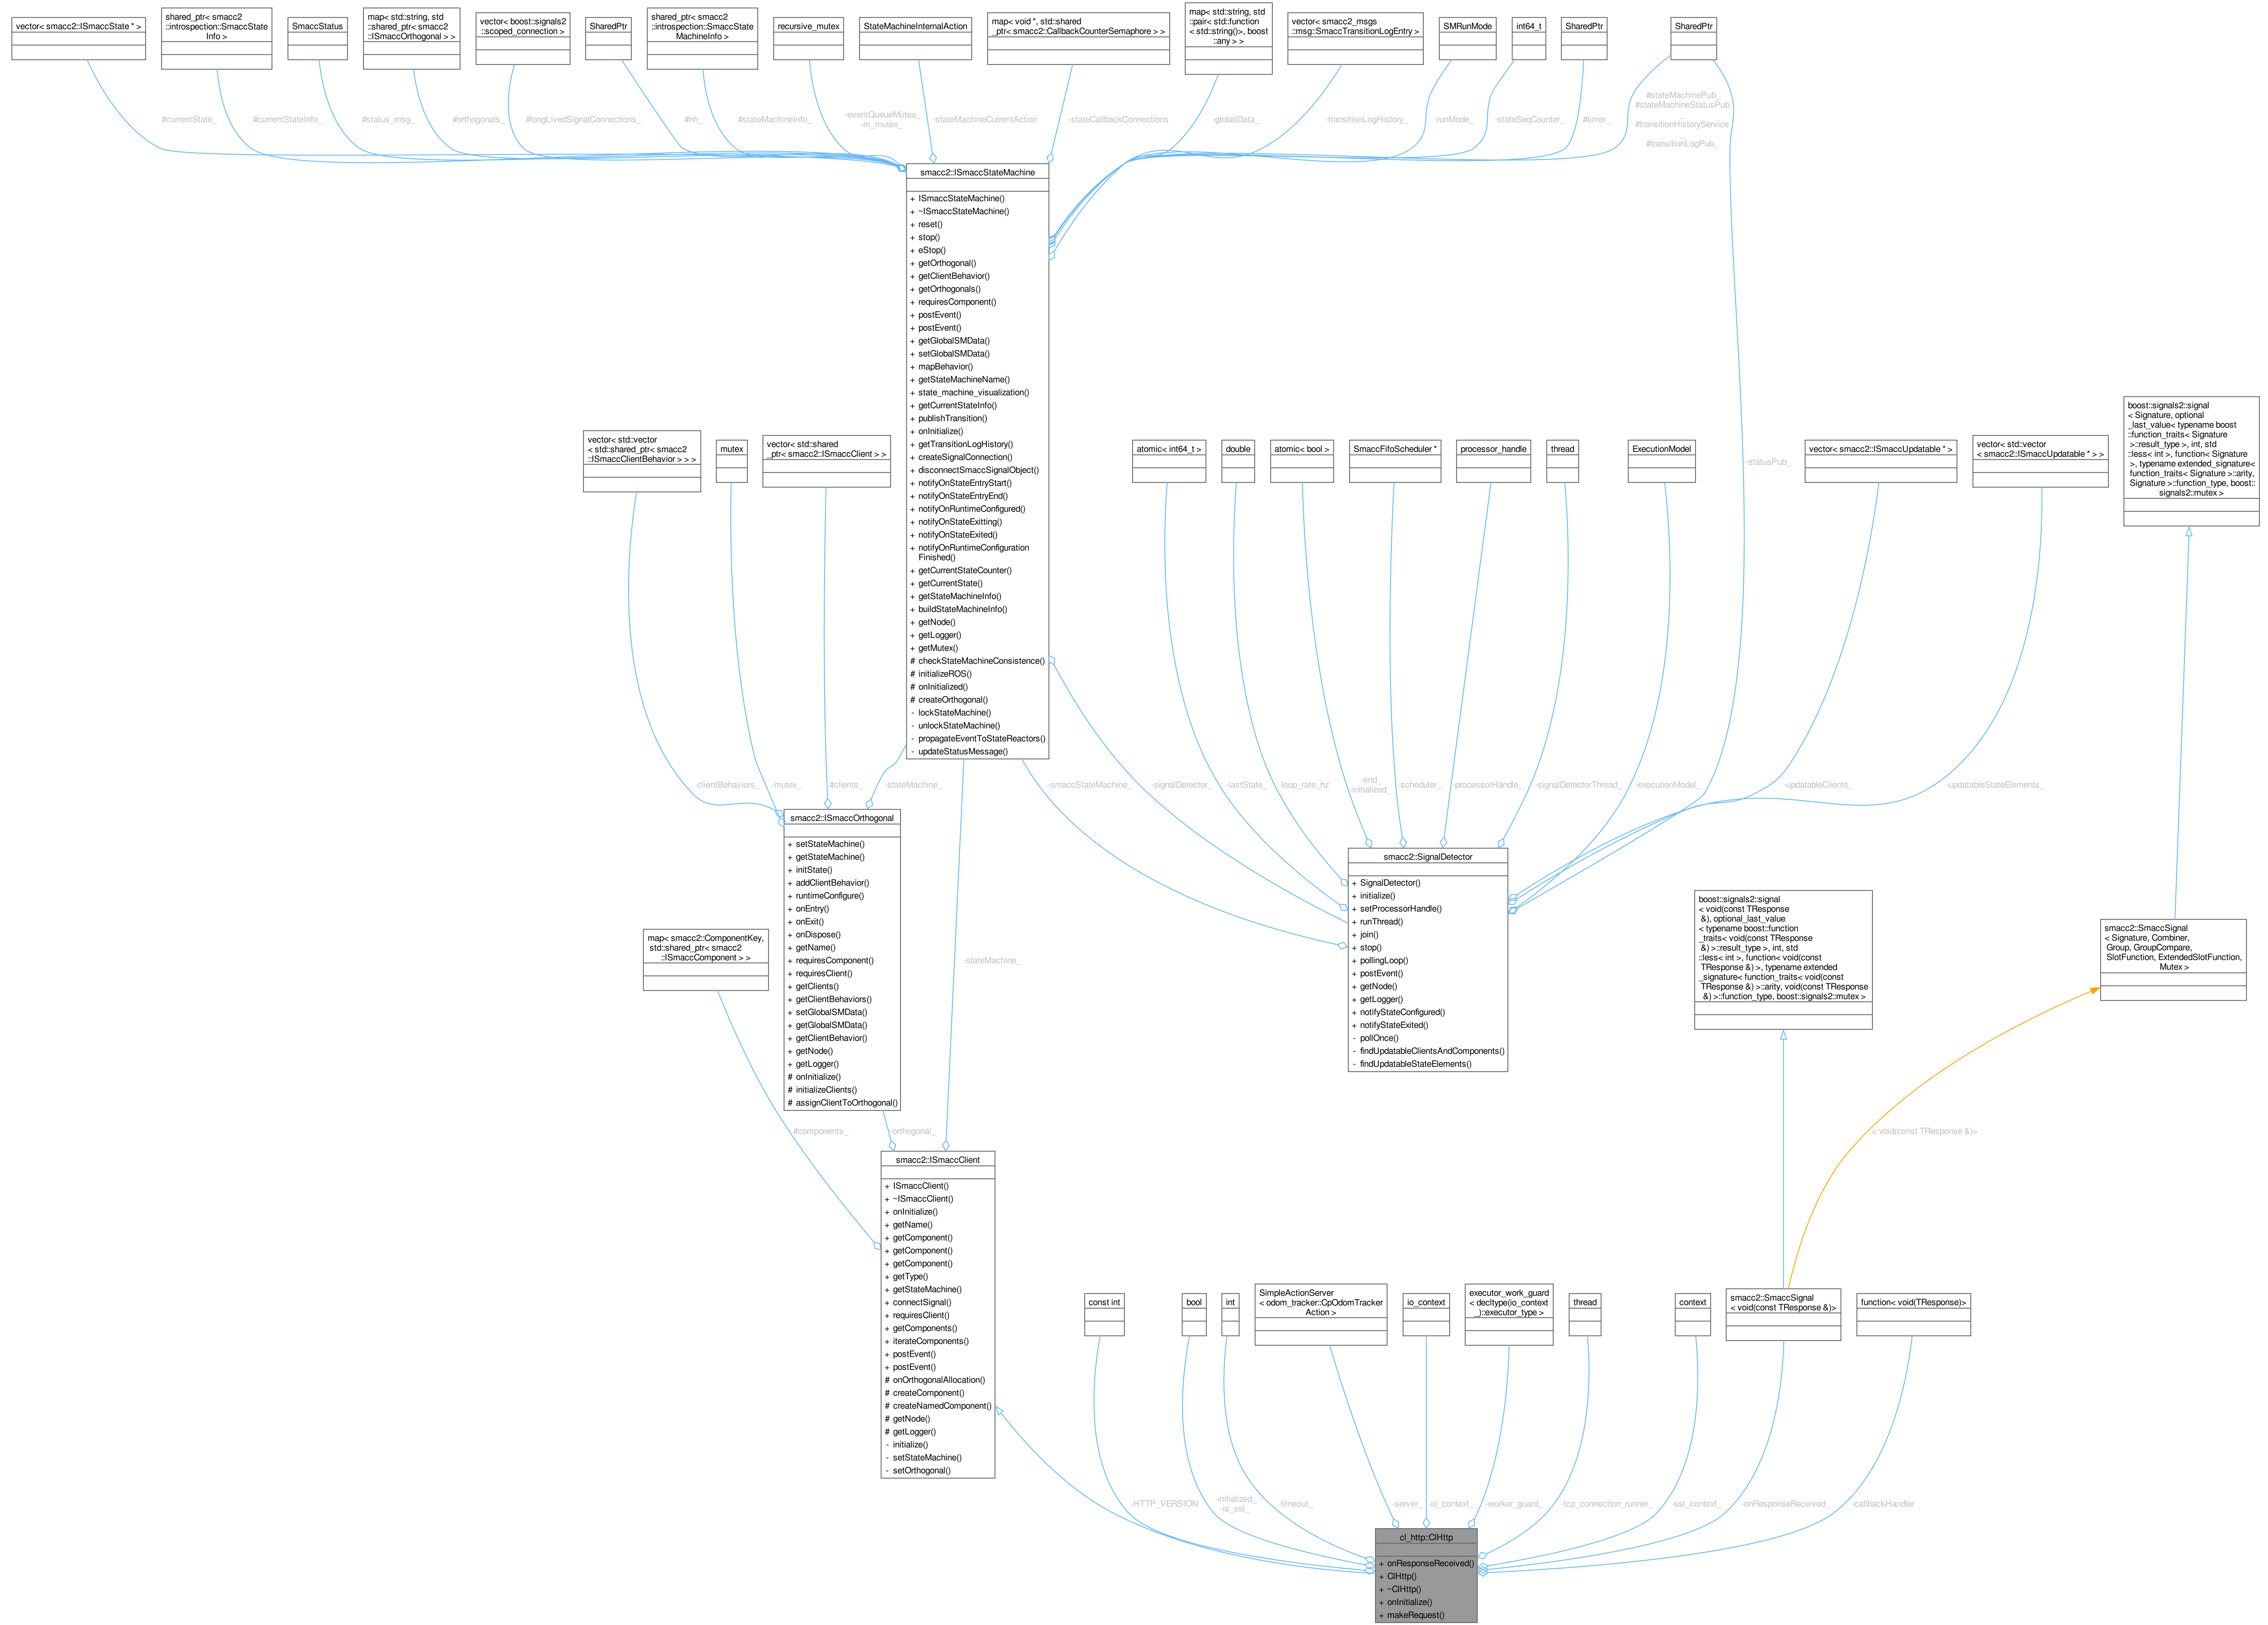 vector< smacc2::ISmaccState * >
shared_ptr< smacc2
::introspection::SmaccState
Info >
SmaccStatus
map< std::string, std
::shared_ptr< smacc2
::ISmaccOrthogonal > >
vector< boost::signals2
::scoped_connection >
SharedPtr
shared_ptr< smacc2
::introspection::SmaccState
MachineInfo >
recursive_mutex
StateMachineInternalAction
map< void *, std::shared
_ptr< smacc2::CallbackCounterSemaphore > >
map< std::string, std
::pair< std::function
< std::string()>, boost
::any > >
vector< smacc2_msgs
::msg::SmaccTransitionLogEntry >
SMRunMode
int64_t
SharedPtr
SharedPtr
#currentState_
#currentStateInfo_
#status_msg_
#orthogonals_
#longLivedSignalConnections_
#nh_
#stateMachineInfo_
-eventQueueMutex_
-m_mutex_
-stateMachineCurrentAction
-stateCallbackConnections
-globalData_
-transitionLogHistory_
-runMode_
-stateSeqCounter_
#timer_
#stateMachinePub_
#stateMachineStatusPub
_
#transitionHistoryService
_
#transitionLogPub_
smacc2::ISmaccStateMachine
+ ISmaccStateMachine()
+ ~ISmaccStateMachine()
+ reset()
+ stop()
+ eStop()
+ getOrthogonal()
+ getClientBehavior()
+ getOrthogonals()
+ requiresComponent()
+ postEvent()
+ postEvent()
+ getGlobalSMData()
+ setGlobalSMData()
+ mapBehavior()
+ getStateMachineName()
+ state_machine_visualization()
+ getCurrentStateInfo()
+ publishTransition()
+ onInitialize()
+ getTransitionLogHistory()
+ createSignalConnection()
+ disconnectSmaccSignalObject()
+ notifyOnStateEntryStart()
+ notifyOnStateEntryEnd()
+ notifyOnRuntimeConfigured()
+ notifyOnStateExitting()
+ notifyOnStateExited()
+ notifyOnRuntimeConfiguration
Finished()
+ getCurrentStateCounter()
+ getCurrentState()
+ getStateMachineInfo()
+ buildStateMachineInfo()
+ getNode()
+ getLogger()
+ getMutex()
# checkStateMachineConsistence()
# initializeROS()
# onInitialized()
# createOrthogonal()
- lockStateMachine()
- unlockStateMachine()
- propagateEventToStateReactors()
- updateStatusMessage()
vector< std::vector
< std::shared_ptr< smacc2
::ISmaccClientBehavior > > >
mutex
vector< std::shared
_ptr< smacc2::ISmaccClient > >
atomic< int64_t >
double
atomic< bool >
SmaccFifoScheduler *
processor_handle
thread
ExecutionModel
-statusPub_
vector< smacc2::ISmaccUpdatable * >
vector< std::vector
< smacc2::ISmaccUpdatable * > >
boost::signals2::signal
< Signature, optional
_last_value< typename boost
::function_traits< Signature
>::result_type >, int, std
::less< int >, function< Signature
>, typename extended_signature<
function_traits< Signature >::arity,
Signature >::function_type, boost::
signals2::mutex >
-clientBehaviors_
-mutex_
#clients_
-stateMachine_
-smaccStateMachine_
-signalDetector_
-lastState_
-loop_rate_hz
-end_
-initialized_
-scheduler_
-processorHandle_
-signalDetectorThread_
-executionModel_
-updatableClients_
-updatableStateElements_
smacc2::ISmaccOrthogonal
+ setStateMachine()
+ getStateMachine()
+ initState()
+ addClientBehavior()
+ runtimeConfigure()
+ onEntry()
+ onExit()
+ onDispose()
+ getName()
+ requiresComponent()
+ requiresClient()
+ getClients()
+ getClientBehaviors()
+ setGlobalSMData()
+ getGlobalSMData()
+ getClientBehavior()
+ getNode()
+ getLogger()
# onInitialize()
# initializeClients()
# assignClientToOrthogonal()
smacc2::SignalDetector
+ SignalDetector()
+ initialize()
+ setProcessorHandle()
+ runThread()
+ join()
+ stop()
+ pollingLoop()
+ postEvent()
+ getNode()
+ getLogger()
+ notifyStateConfigured()
+ notifyStateExited()
- pollOnce()
- findUpdatableClientsAndComponents()
- findUpdatableStateElements()
map< smacc2::ComponentKey,
std::shared_ptr< smacc2
::ISmaccComponent > >
-stateMachine_
boost::signals2::signal
< void(const TResponse
&), optional_last_value
< typename boost::function
_traits< void(const TResponse
&) >::result_type >, int, std
::less< int >, function< void(const
TResponse &) >, typename extended
_signature< function_traits< void(const
TResponse &) >::arity, void(const TResponse
&) >::function_type, boost::signals2::mutex >
smacc2::SmaccSignal
< Signature, Combiner,
Group, GroupCompare,
SlotFunction, ExtendedSlotFunction,
Mutex >
#components_
-orthogonal_
< void(const TResponse &)>
smacc2::ISmaccClient
+ ISmaccClient()
+ ~ISmaccClient()
+ onInitialize()
+ getName()
+ getComponent()
+ getComponent()
+ getComponent()
+ getType()
+ getStateMachine()
+ connectSignal()
+ requiresClient()
+ getComponents()
+ iterateComponents()
+ postEvent()
+ postEvent()
# onOrthogonalAllocation()
# createComponent()
# createNamedComponent()
# getNode()
# getLogger()
- initialize()
- setStateMachine()
- setOrthogonal()
const int
bool
int
SimpleActionServer
< odom_tracker::CpOdomTracker
Action >
io_context
executor_work_guard
< decltype(io_context
_)::executor_type >
thread
context
smacc2::SmaccSignal
< void(const TResponse &)>
function< void(TResponse)>
-HTTP_VERSION
-initialized_
-is_ssl_
-timeout_
-server_
-io_context_
-worker_guard_
-tcp_connection_runner_
-ssl_context_
-onResponseReceived_
-callbackHandler
cl_http::ClHttp
+ onResponseReceived()
+ ClHttp()
+ ~ClHttp()
+ onInitialize()
+ makeRequest()